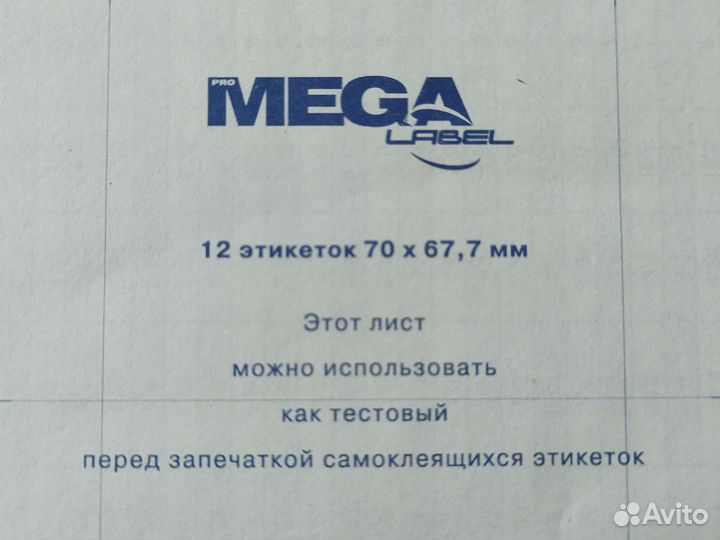 PRO
MEGA
LABEL
12 этикеток 70 х 67,7 мм
Этот лист
можно использовать
как тестовый
перед запечаткой самоклеящихся этикеток
Avito